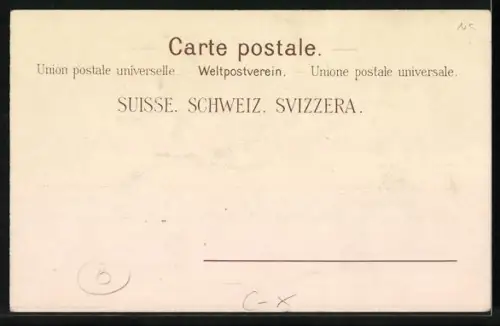 Carte postale.
Union postale universelle. Weltpostverein. Unione postale universale.
SUISSE. SCHWEIZ. SVIZZERA.
B
C-X